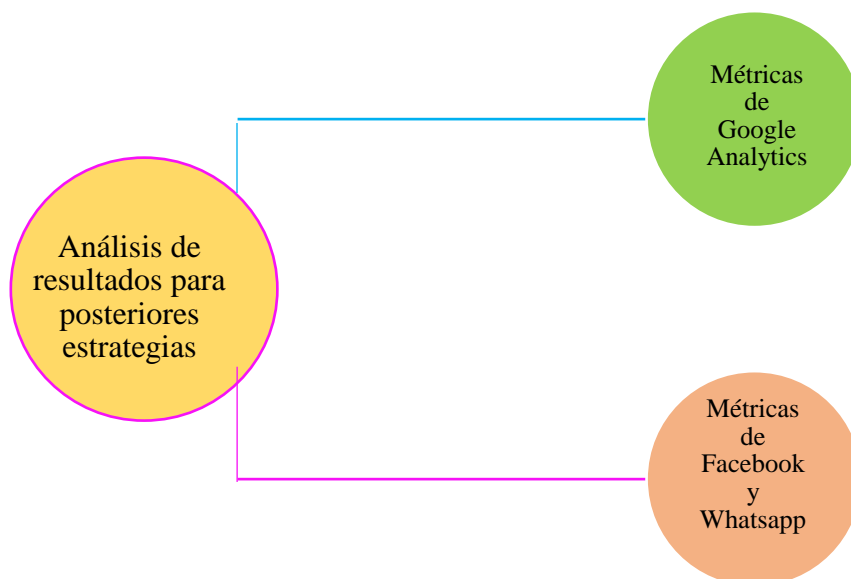 Métricas
de
Google
Analytics
Análisis de
resultados para
posteriores
estrategias
Métricas
de
Facebook
y
Whatsapp